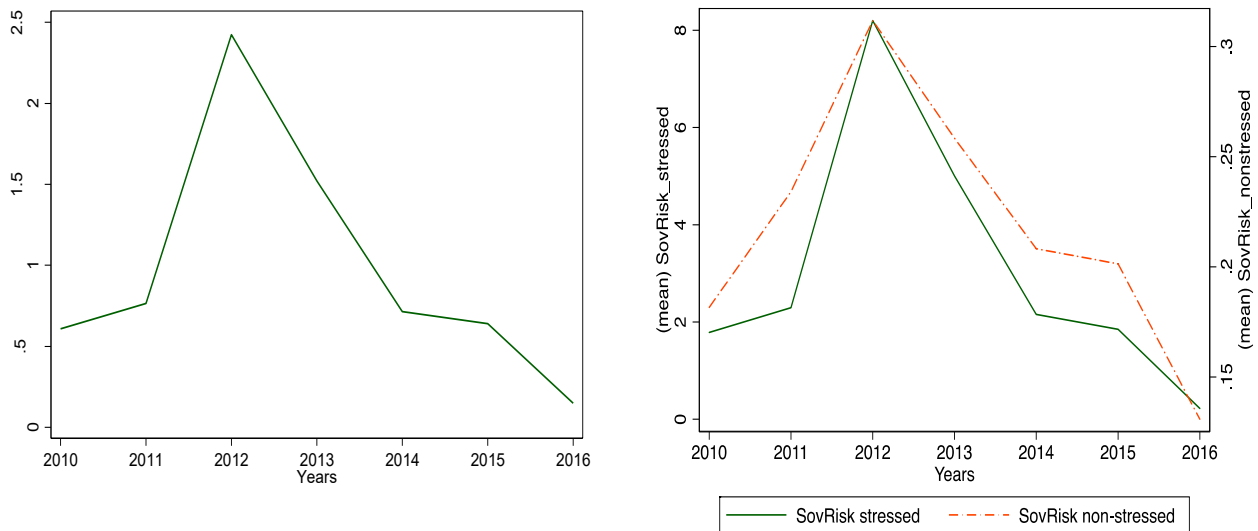 2.5
2
1.5
1
.5
0
2010 2011 2012 2013 2014 2015 2016
Years
(mean) SovRisk_stressed
8
6
4
2
0
(mean) SovRisk_nonstressed
.3
.25
.2
.15
2010 2011 2012 2013 2014 2015 2016
Years
SovRisk stressed SovRisk non-stressed